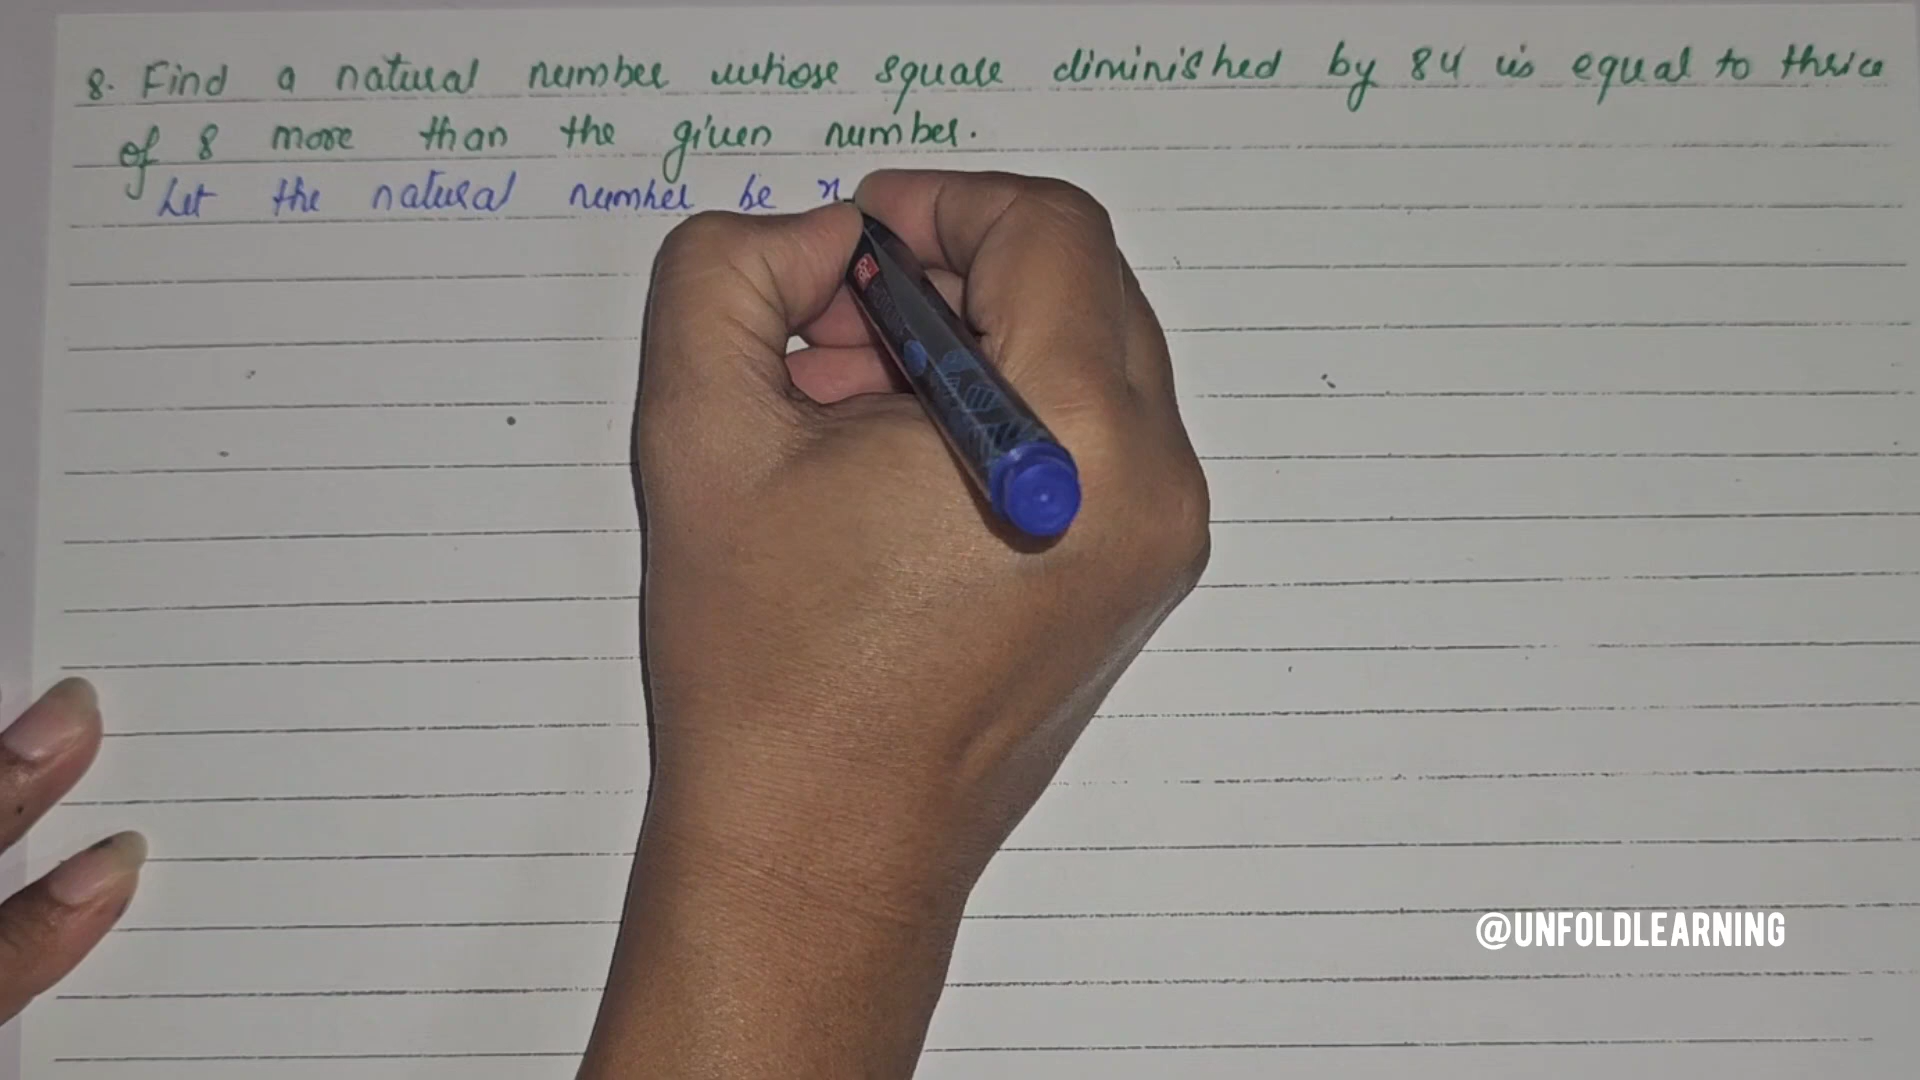 8. Find a natural number whose square diminished by 84 is equal to thrice
of 8 more than the given number.
Let the natural number be x
@UNFOLDLEARNING